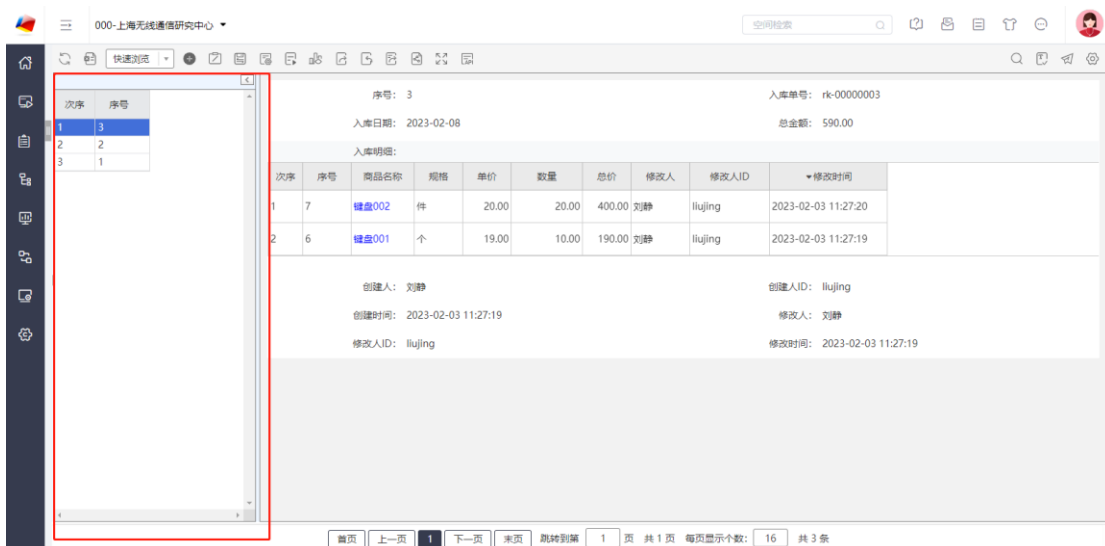 000-上海无线通信研究中心
空间检索
快速浏览
次序 序号
1 3
2 2
3 1
序号: 3 入库单号: rk-00000003
入库日期: 2023-02-08 总金额: 590.00
入库明细:
次序 序号 商品名称 规格 单价 数量 总价 修改人 修改人ID 修改时间
1 7 键盘002 件 20.00 20.00 400.00 刘静 liujing 2023-02-03 11:27:20
2 6 键盘001 个 19.00 10.00 190.00 刘静 liujing 2023-02-03 11:27:19
创建人: 刘静 创建人ID: liujing
创建时间: 2023-02-03 11:27:19 修改人: 刘静
修改人ID: liujing 修改时间: 2023-02-03 11:27:19
首页 上一页 1 下一页 末页 跳转到第 1 页 共1页 每页显示个数: 16 共3条